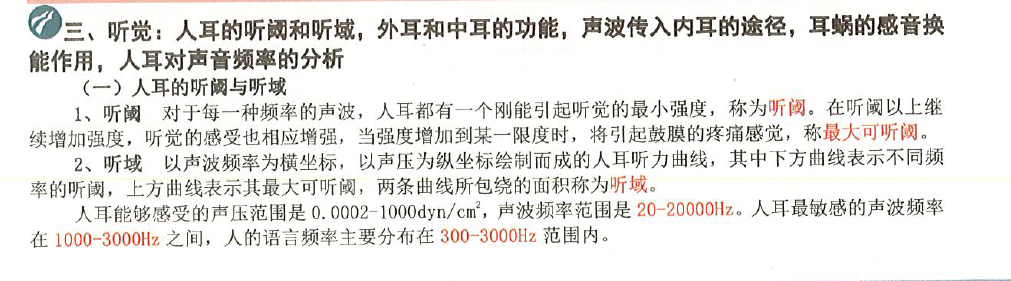 三、听觉：人耳的听阈和听域，外耳和中耳的功能，声波传入内耳的途径，耳蜗的感音换
能作用，人耳对声音频率的分析
（一）人耳的听阈与听域
1、听阈　对于每一种频率的声波，人耳都有一个刚能引起听觉的最小强度，称为听阈。在听阈以上继
续增加强度，听觉的感受也相应增强，当强度增加到某一限度时，将引起鼓膜的疼痛感觉，称最大可听阈。
2、听域　以声波频率为横坐标，以声压为纵坐标绘制而成的人耳听力曲线，其中下方曲线表示不同频
率的听阈，上方曲线表示其最大可听阈，两条曲线所包绕的面积称为听域。
人耳能够感受的声压范围是 0.0002-1000dyn/cm²，声波频率范围是 20-20000Hz。人耳最敏感的声波频率
在 1000-3000Hz 之间，人的语言频率主要分布在 300-3000Hz 范围内。